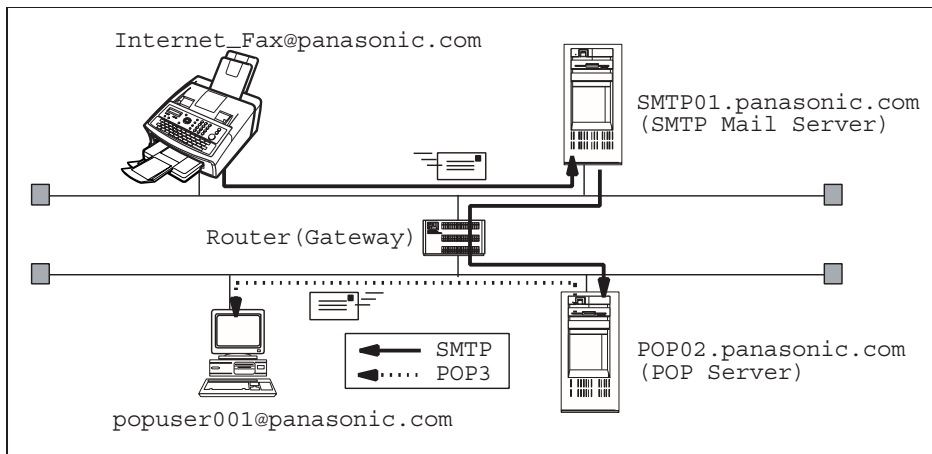 Internet_Fax@panasonic.com
SMTP01.panasonic.com
(SMTP Mail Server)
Router(Gateway)
SMTP
POP3
POP02.panasonic.com
(POP Server)
popuser001@panasonic.com